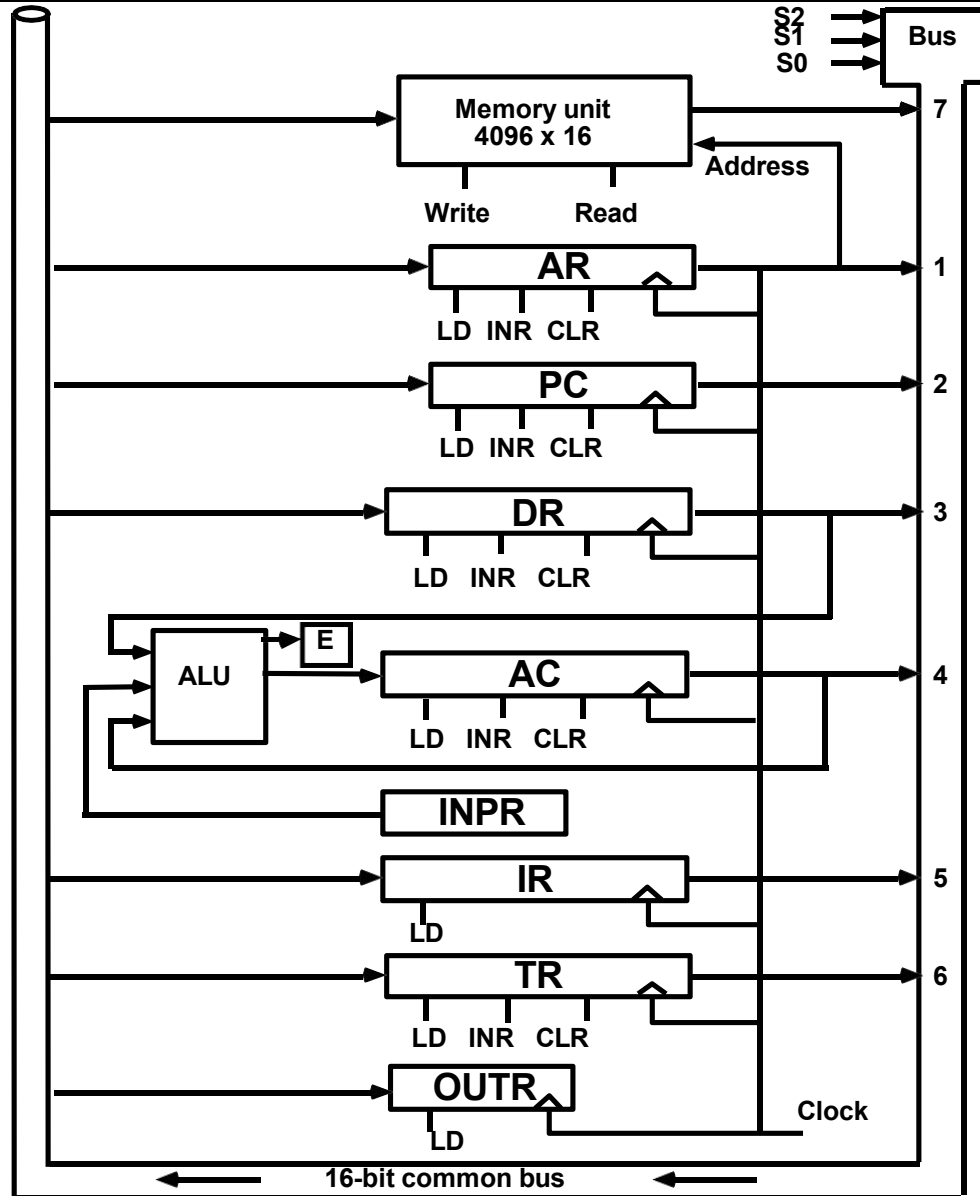 S2
S1
S0
Bus
Memory unit
4096 x 16
7
Address
Write Read
AR
1
LD INR CLR
PC
2
LD INR CLR
DR
3
LD INR CLR
E
ALU
AC
4
LD INR CLR
INPR
IR
5
LD
TR
6
LD INR CLR
OUTR
Clock
LD
16-bit common bus